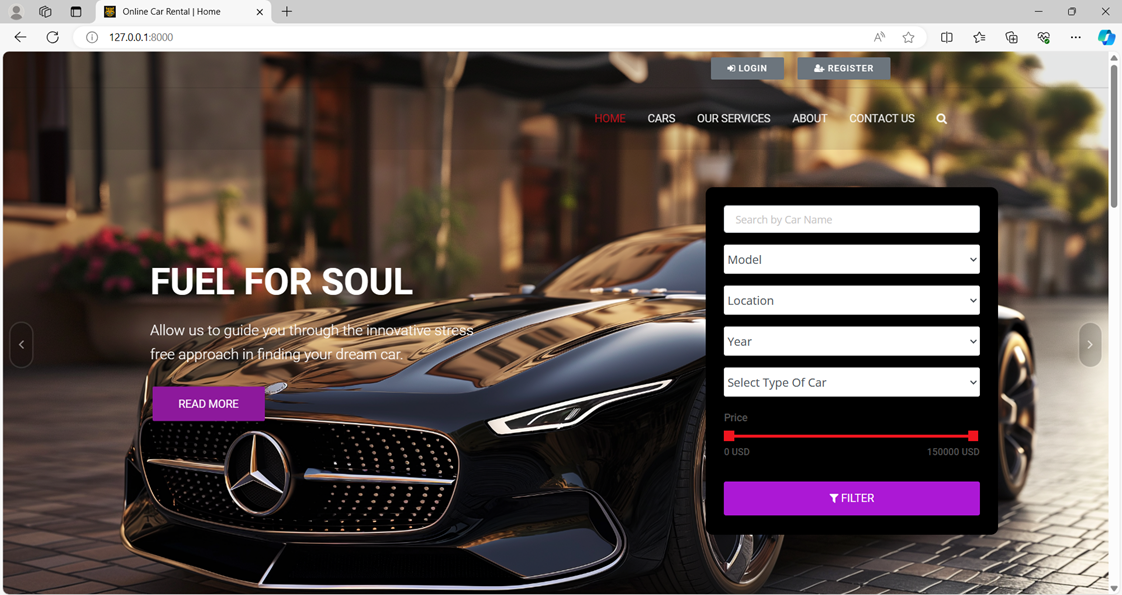 Online Car Rental | Home
127.0.0.1:8000
LOGIN
REGISTER
HOME
CARS
OUR SERVICES
ABOUT
CONTACT US
FUEL FOR SOUL
Allow us to guide you through the innovative stress
free approach in finding your dream car.
READ MORE
Search by Car Name
Model
Location
Year
Select Type Of Car
Price
0 USD
150000 USD
FILTER